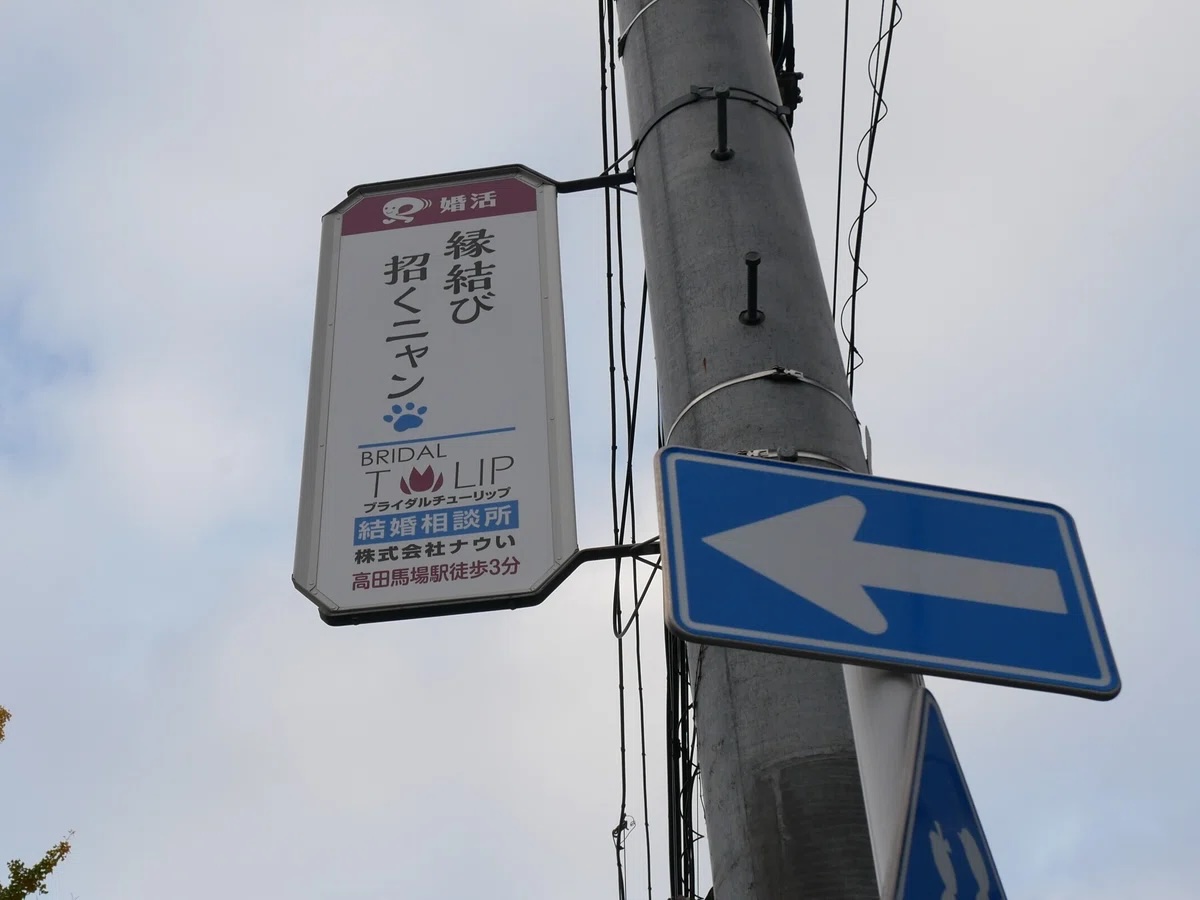 婚活
縁結び
招くニャン
BRIDAL
TULIP
ブライダルチューリップ
結婚相談所
株式会社ナウい
高田馬場駅徒歩3分